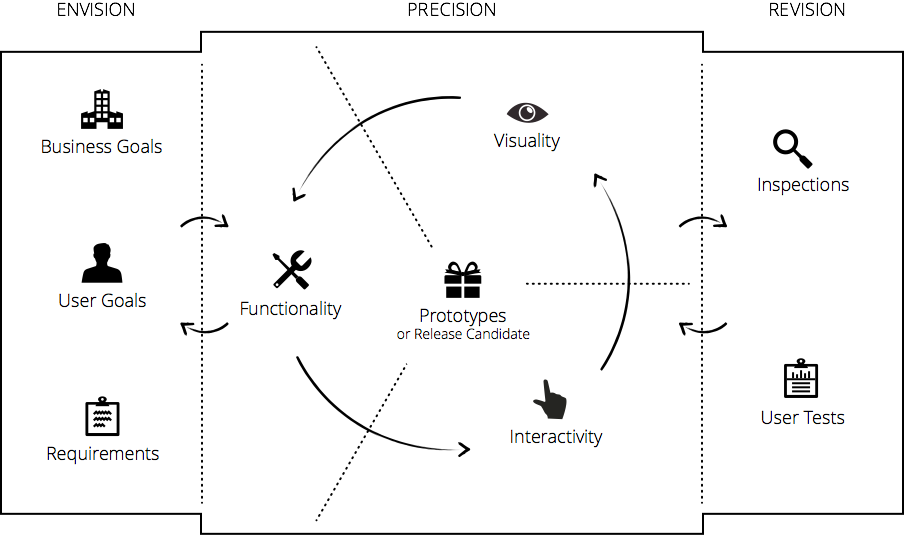 ENVISION
PRECISION
REVISION
Business Goals
User Goals
Requirements
Visuality
Functionality
Prototypes
or Release Candidate
Interactivity
Inspections
User Tests